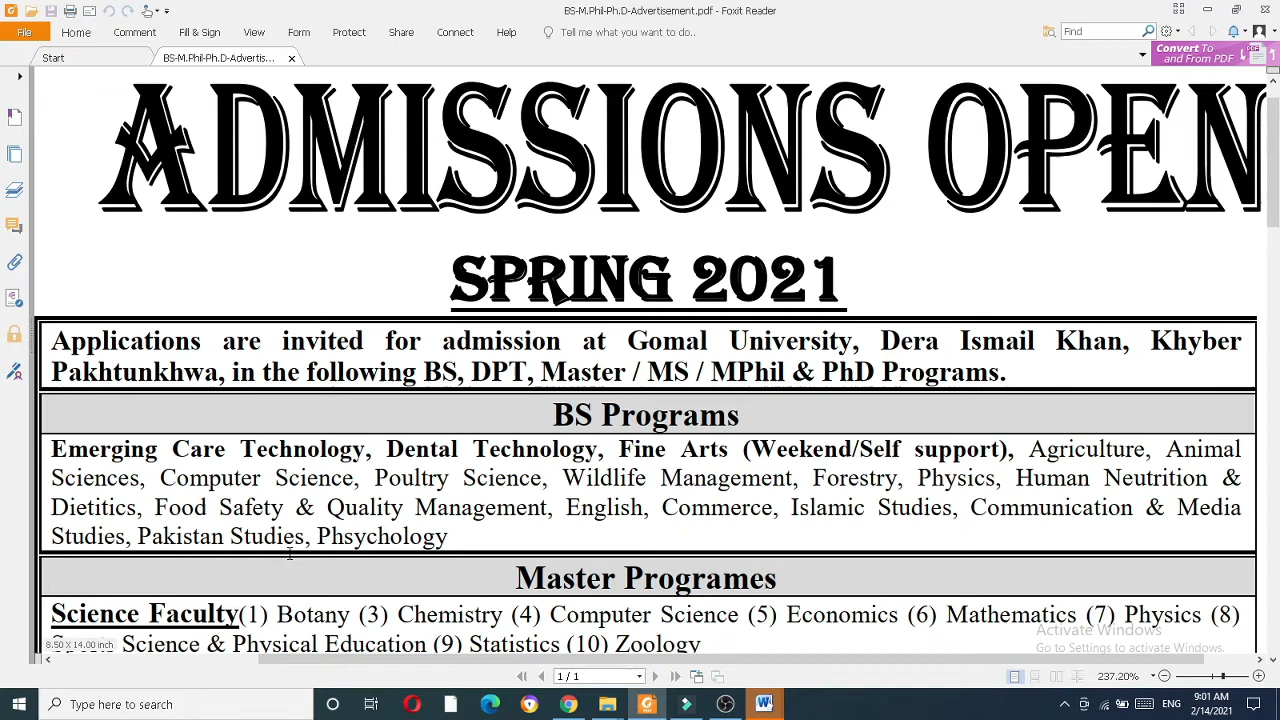 BS-M.Phil-Ph.D-Advertisement.pdf - Foxit Reader
File Home Comment Fill & Sign View Form Protect Share Connect Help Tell me what you want to do.. Find
Start BS-M.Phil-Ph.D-Advertis... Convert To
and From PDF
ADMISSIONS OPEN
SPRING 2021
Applications are invited for admission at Gomal University, Dera Ismail Khan, Khyber
Pakhtunkhwa, in the following BS, DPT, Master / MS / MPhil & PhD Programs.
BS Programs
Emerging Care Technology, Dental Technology, Fine Arts (Weekend/Self support), Agriculture, Animal
Sciences, Computer Science, Poultry Science, Wildlife Management, Forestry, Physics, Human Neutrition &
Dietitics, Food Safety & Quality Management, English, Commerce, Islamic Studies, Communication & Media
Studies, Pakistan Studies, Phsychology
Master Programes
Science Faculty(1) Botany (3) Chemistry (4) Computer Science (5) Economics (6) Mathematics (7) Physics (8)
Science & Physical Education (9) Statistics (10) Zoology
Activate Windows
Go to Settings to activate Windows.
8.50 X 14.00 inch
1 / 1 237.20%
Type here to search ENG 9:01 AM
2/14/2021